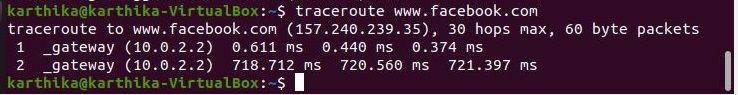 karthika@karthika-VirtualBox:~$ traceroute www.facebook.com
traceroute to www.facebook.com (157.240.239.35), 30 hops max, 60 byte packets
 1  _gateway (10.0.2.2)  0.611 ms  0.440 ms  0.374 ms
 2  _gateway (10.0.2.2)  718.712 ms  720.560 ms  721.397 ms
karthika@karthika-VirtualBox:~$